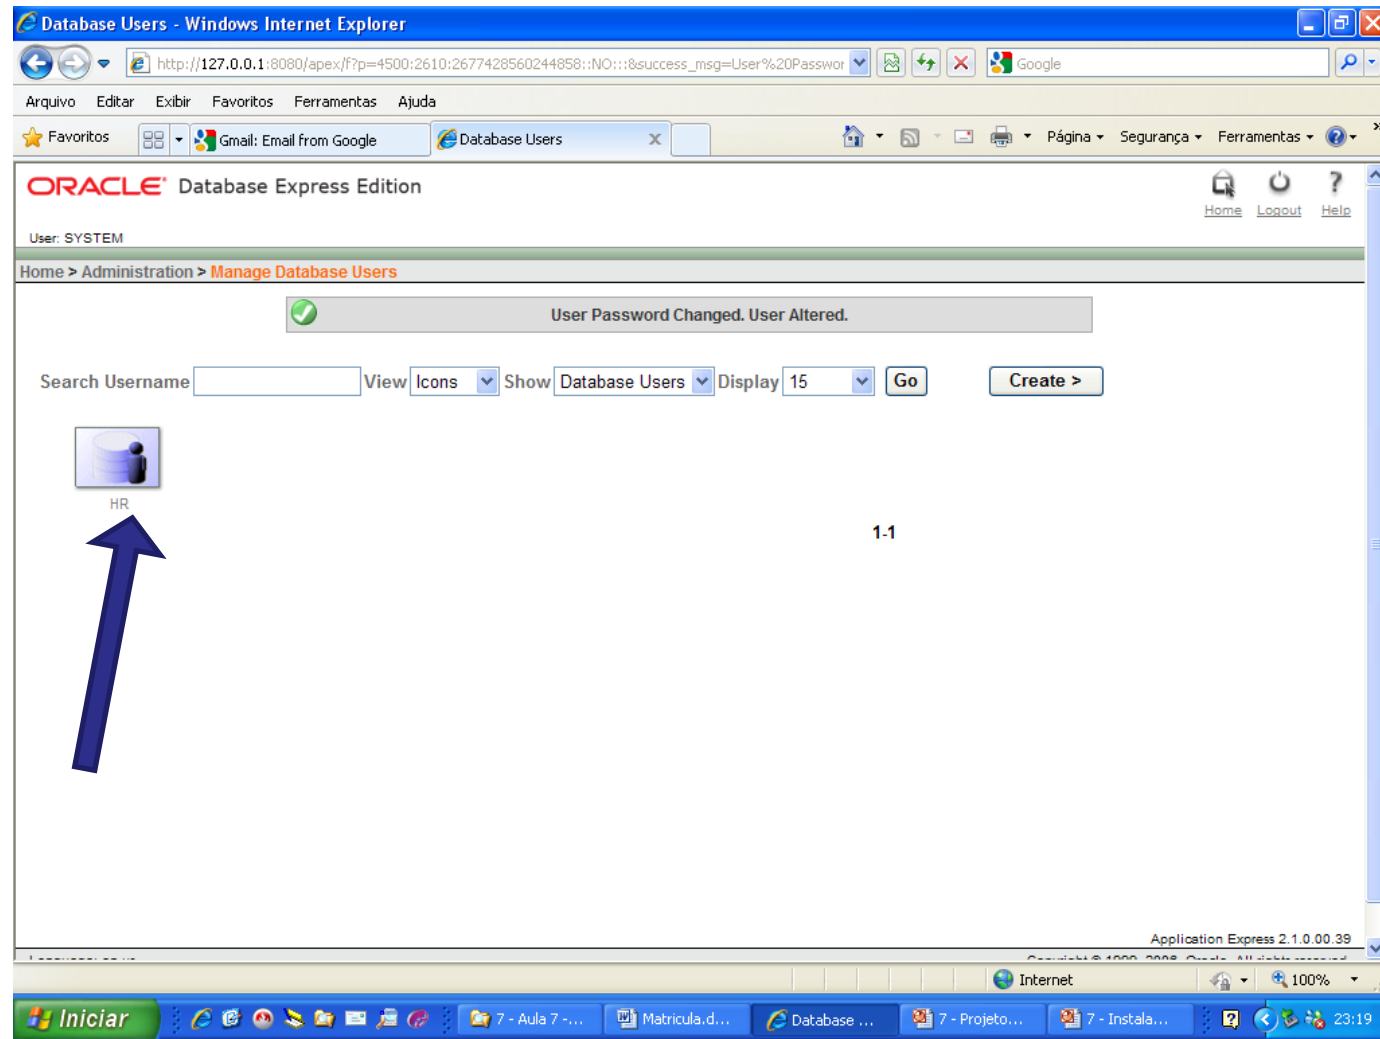 Database Users - Windows Internet Explorer
http://127.0.0.1:8080/apex/f?p=4500:2610:2677428560244858::NO:::&success_msg=User%20Passwor
Google
Arquivo Editar Exibir Favoritos Ferramentas Ajuda
Favoritos Gmail: Email from Google Database Users x Página Segurança Ferramentas
ORACLE Database Express Edition
Home Logout Help
User: SYSTEM
Home > Administration > Manage Database Users
User Password Changed. User Altered.
Search Username View Icons Show Database Users Display 15 Go Create >
HR
1-1
Application Express 2.1.0.00.39
Internet 100%
Iniciar 7 - Aula 7 -... Matricula.d... Database ... 7 - Projeto... 7 - Instala... 23:19